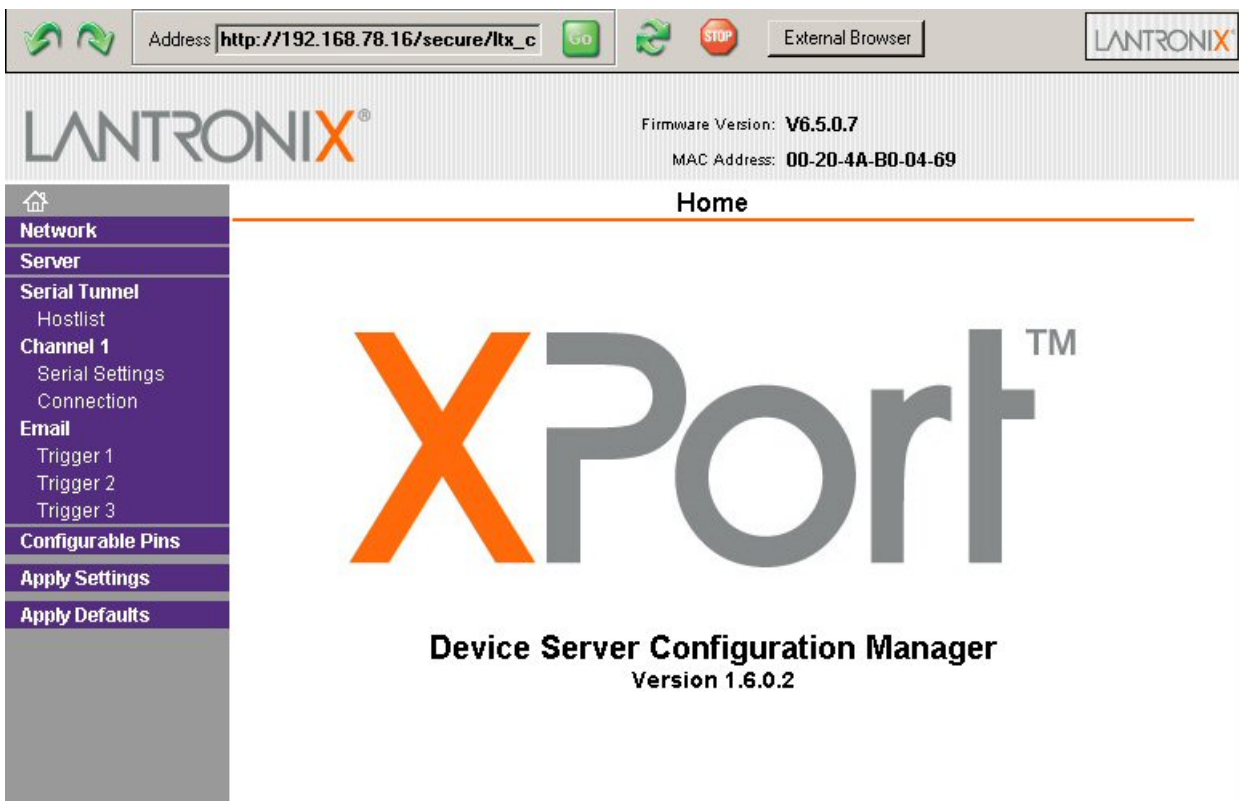 Address http://192.168.78.16/secure/ltx_c Go STOP External Browser LANTRONIX®
LANTRONIX®
Firmware Version: V6.5.0.7
MAC Address: 00-20-4A-B0-04-69
Home
Network
Server
Serial Tunnel
Hostlist
Channel 1
Serial Settings
Connection
Email
Trigger 1
Trigger 2
Trigger 3
Configurable Pins
Apply Settings
Apply Defaults
XPort™
Device Server Configuration Manager
Version 1.6.0.2